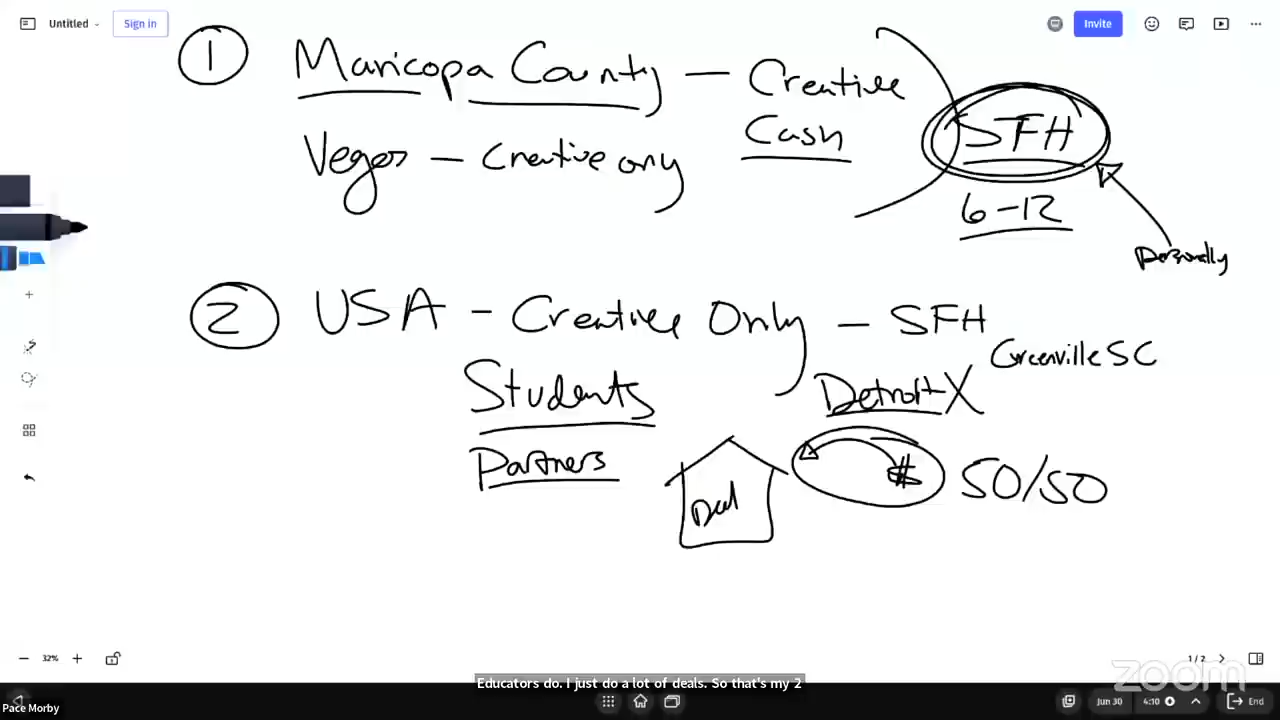 Untitled
Sign in
Invite
1 Maricopa County — Creative
Cash
Vegas — Creative only
SFH
6-12
personally
2 USA - Creative Only - SFH
Greenville SC
Students
Detroit X
Partners
Deal
$ 50/50
32%
1/2
zoom
Educators do. I just do a lot of deals. So that's my 2
Jun 30
4:10
End
Pace Morby